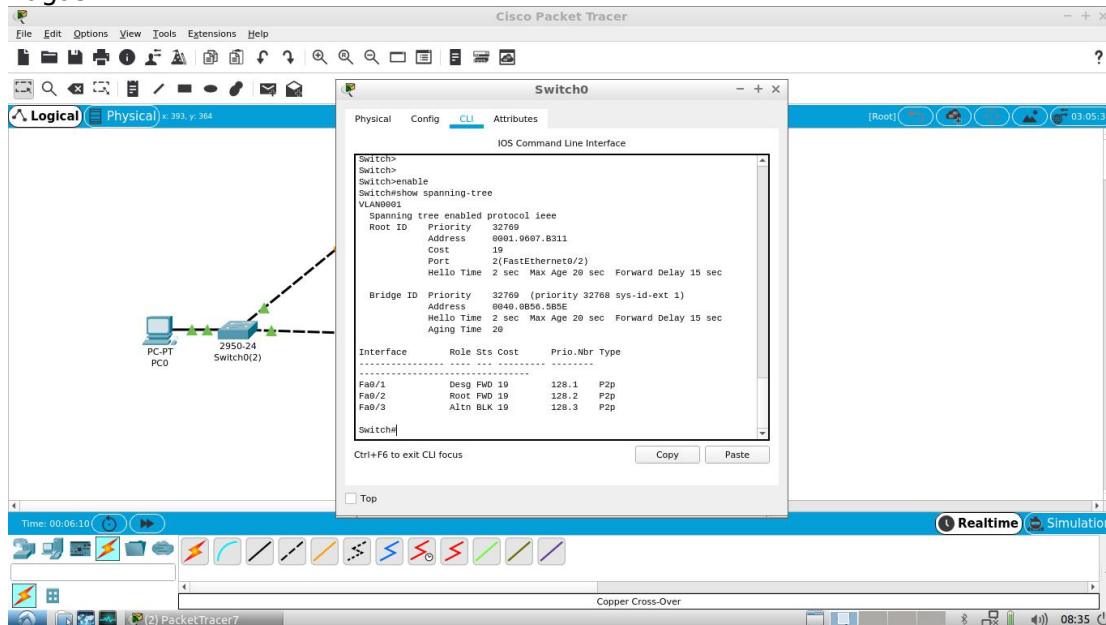 Cisco Packet Tracer
File Edit Options View Tools Extensions Help
?
Logical Physical x: 393, y: 364
[Root] 03:05:3
Switch0
Physical Config CLI Attributes
IOS Command Line Interface
Switch>
Switch>
Switch>enable
Switch#show spanning-tree
VLAN0001
Spanning tree enabled protocol ieee
Root ID Priority 32769
Address 0001.9607.B311
Cost 19
Port 2(FastEthernet0/2)
Hello Time 2 sec Max Age 20 sec Forward Delay 15 sec
Bridge ID Priority 32769 (priority 32768 sys-id-ext 1)
Address 0040.0B56.5B5E
Hello Time 2 sec Max Age 20 sec Forward Delay 15 sec
Aging Time 20
Interface Role Sts Cost Prio.Nbr Type
---------------- ---- --- --------- --------
--------------------------------
Fa0/1 Desg FWD 19 128.1 P2p
Fa0/2 Root FWD 19 128.2 P2p
Fa0/3 Altn BLK 19 128.3 P2p
Switch#
Ctrl+F6 to exit CLI focus
Copy Paste
Top
PC-PT
PC0
2950-24
Switch0(2)
Time: 00:06:10
Realtime Simulation
Copper Cross-Over
(2) PacketTracer7
08:35